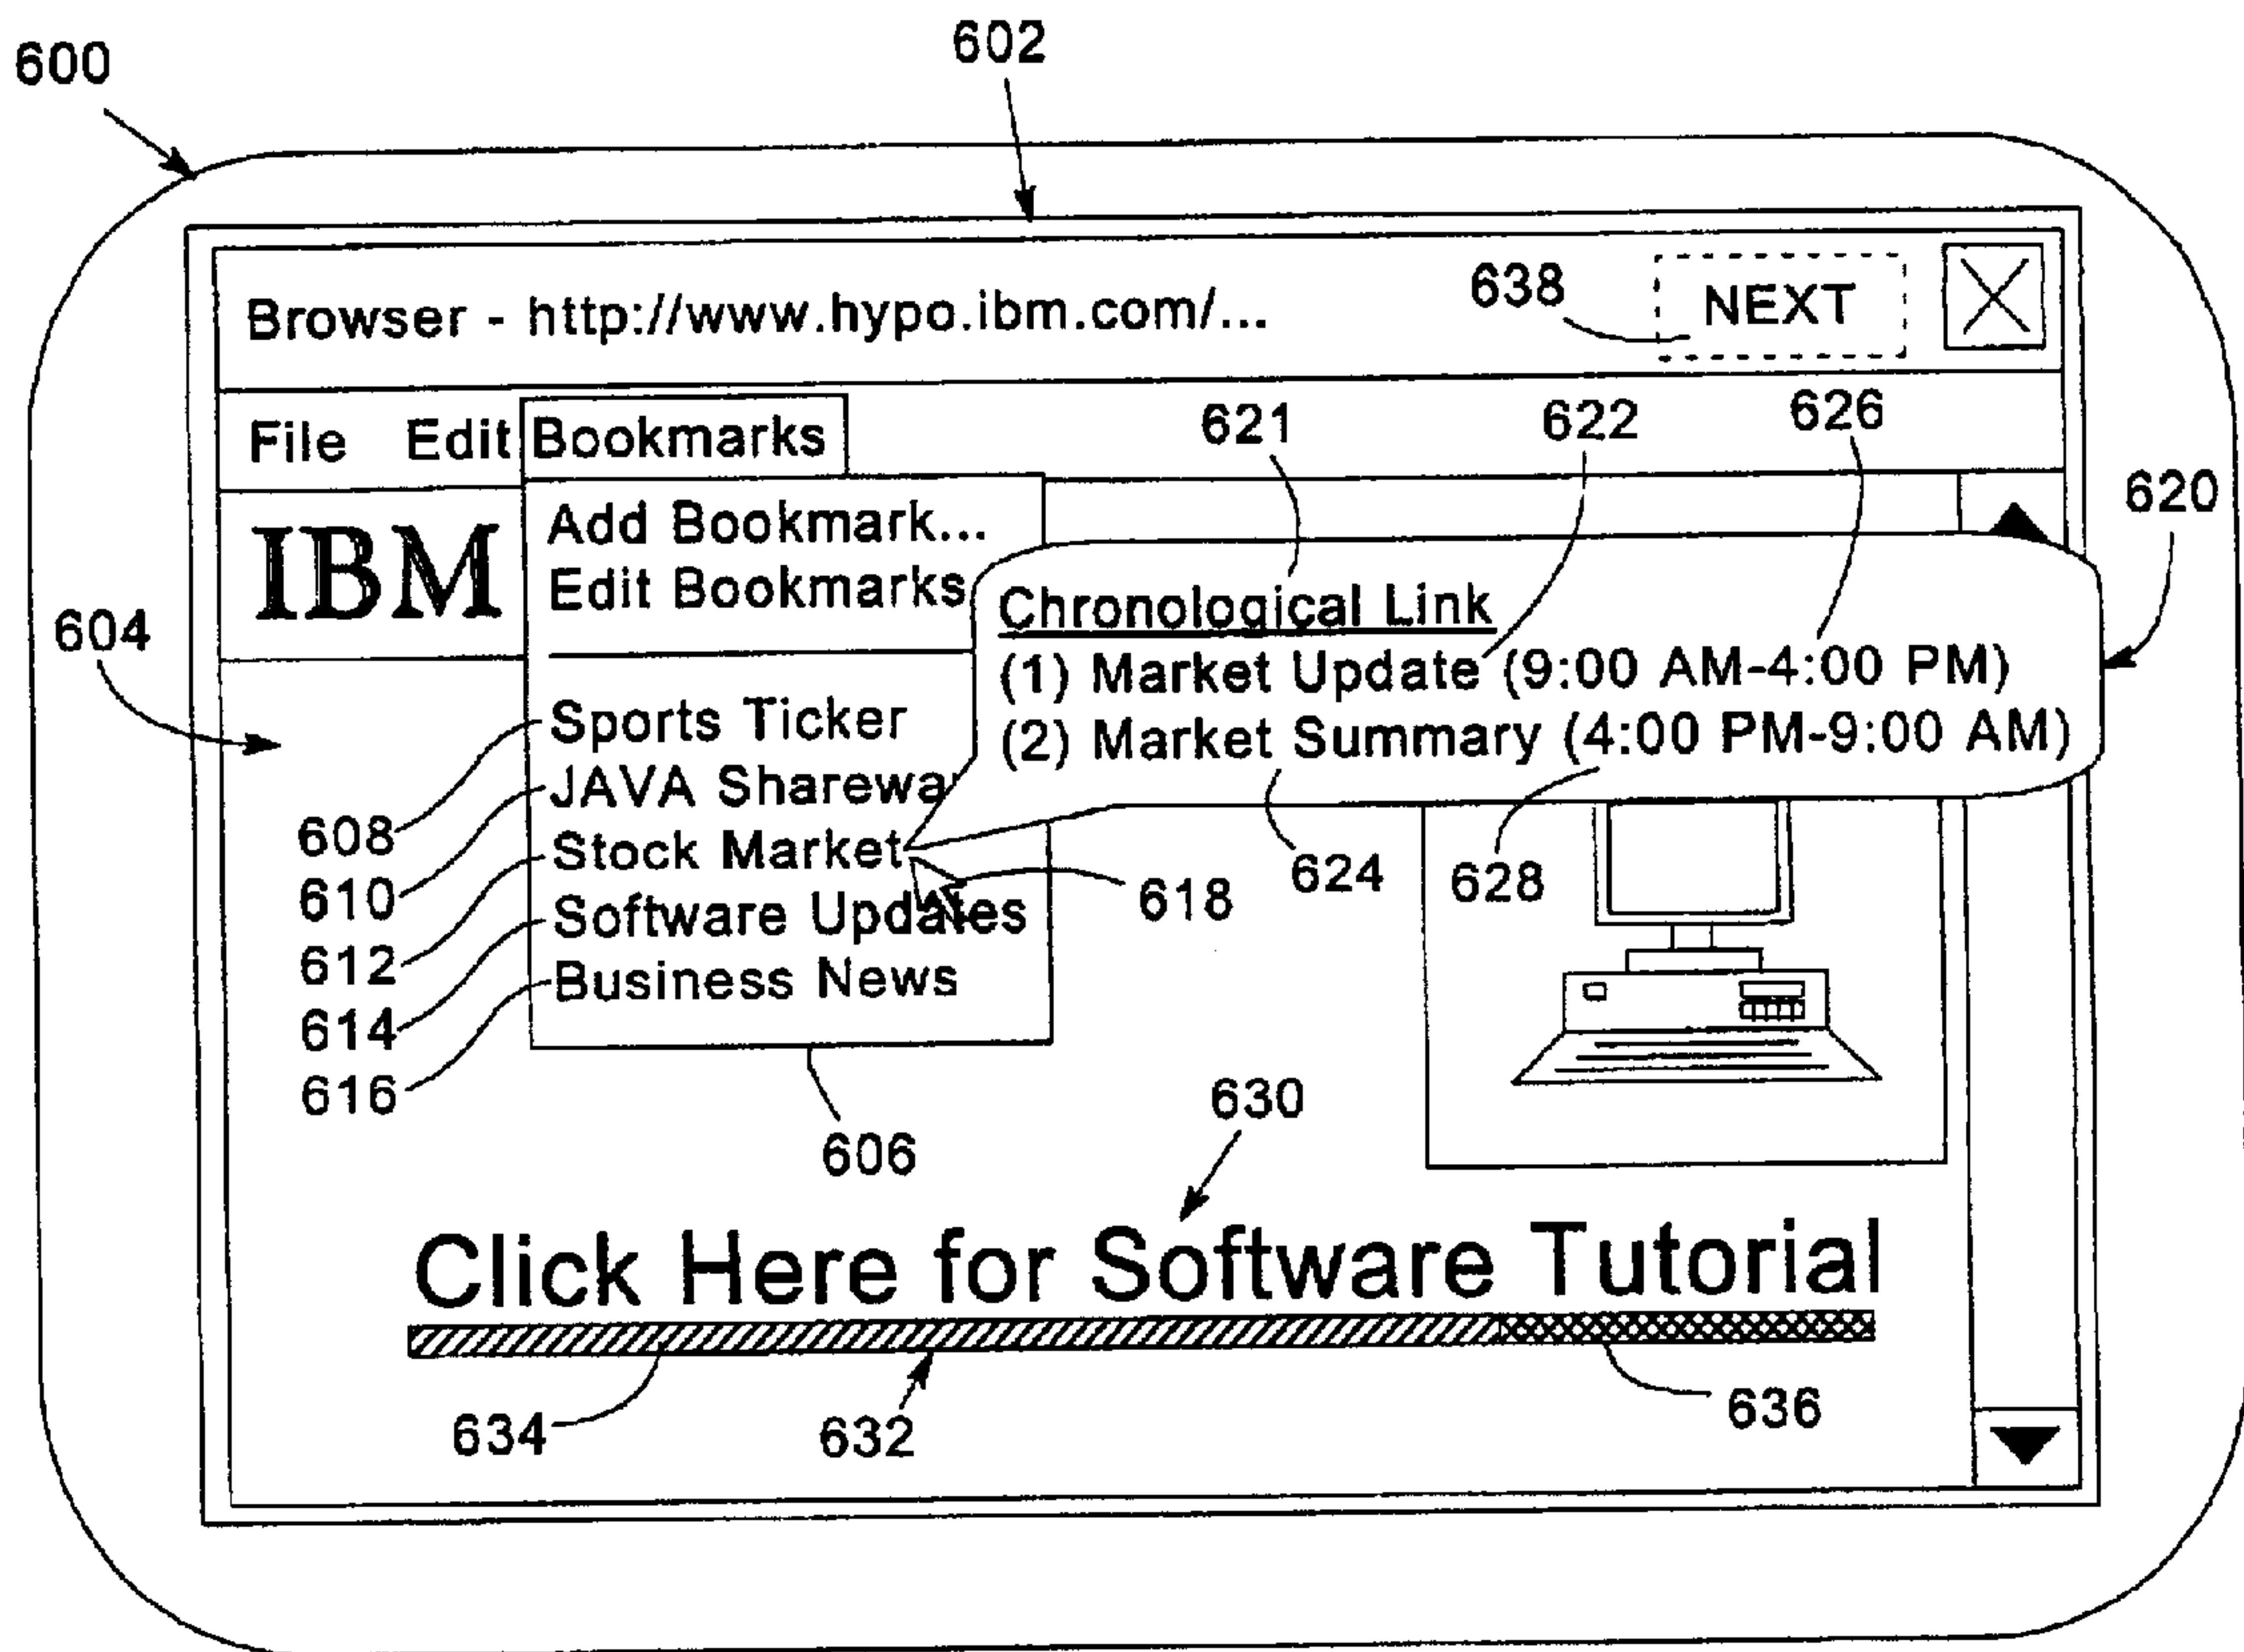 600
602
Browser - http://www.hypo.ibm.com/...
638
NEXT
File Edit Bookmarks
621
622
626
620
IBM
Add Bookmark...
Edit Bookmarks
604
Chronological Link
(1) Market Update (9:00 AM-4:00 PM)
(2) Market Summary (4:00 PM-9:00 AM)
Sports Ticker
JAVA Sharewa
608
Stock Market
624
628
610
618
Software Updates
612
Business News
614
616
630
606
Click Here for Software Tutorial
634
632
636